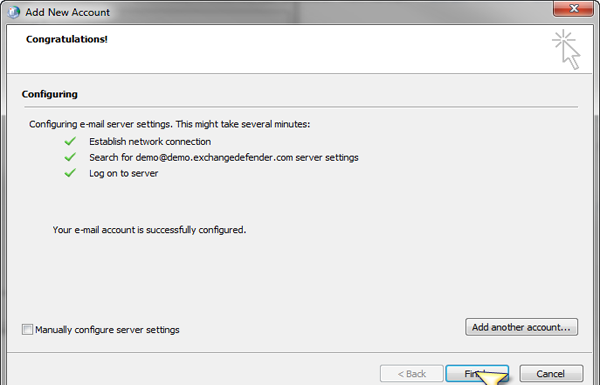 Add New Account
Congratulations!
Configuring
Configuring e-mail server settings. This might take several minutes:
Establish network connection
Search for demo@demo.exchangedefender.com server settings
Log on to server
Your e-mail account is successfully configured.
Manually configure server settings
Add another account...
< Back
Cancel